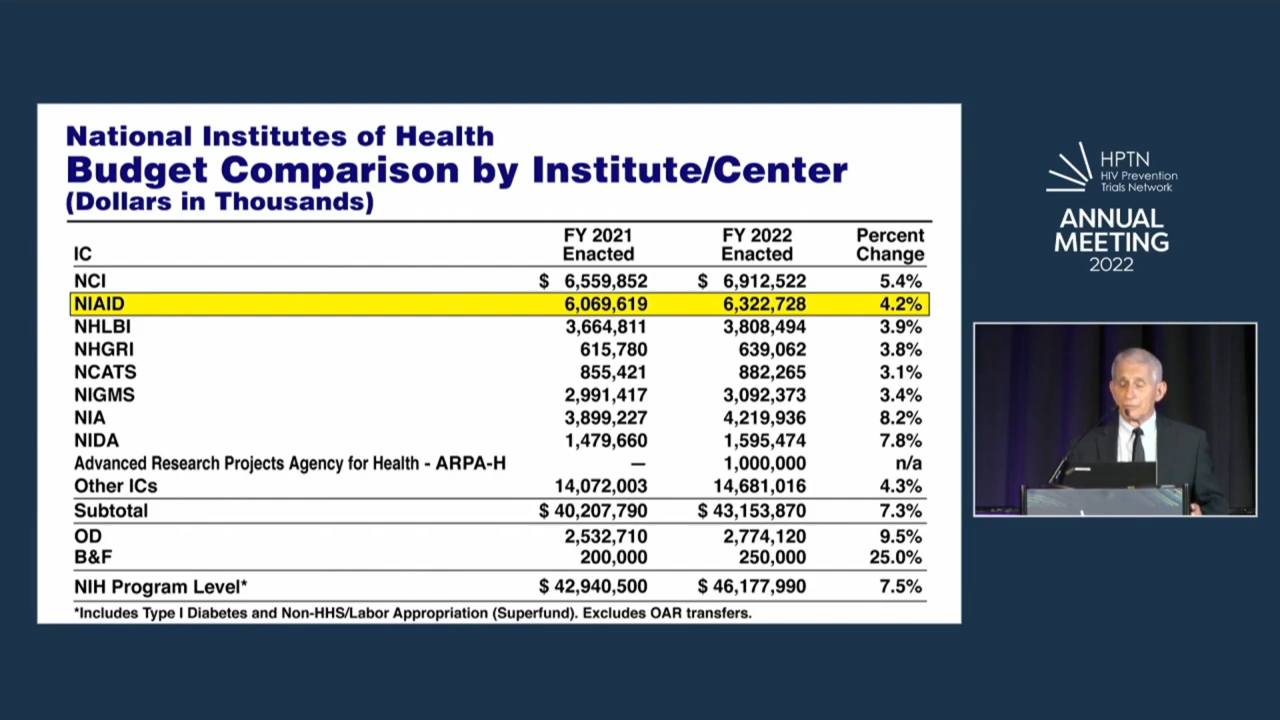 National Institutes of Health
Budget Comparison by Institute/Center
(Dollars in Thousands)
IC FY 2021 Enacted FY 2022 Enacted Percent Change
NCI $ 6,559,852 $ 6,912,522 5.4%
NIAID 6,069,619 6,322,728 4.2%
NHLBI 3,664,811 3,808,494 3.9%
NHGRI 615,780 639,062 3.8%
NCATS 855,421 882,265 3.1%
NIGMS 2,991,417 3,092,373 3.4%
NIA 3,899,227 4,219,936 8.2%
NIDA 1,479,660 1,595,474 7.8%
Advanced Research Projects Agency for Health - ARPA-H — 1,000,000 n/a
Other ICs 14,072,003 14,681,016 4.3%
Subtotal $ 40,207,790 $ 43,153,870 7.3%
OD 2,532,710 2,774,120 9.5%
B&F 200,000 250,000 25.0%
NIH Program Level* $ 42,940,500 $ 46,177,990 7.5%
*Includes Type I Diabetes and Non-HHS/Labor Appropriation (Superfund). Excludes OAR transfers.
HPTN
HIV Prevention
Trials Network
ANNUAL
MEETING
2022